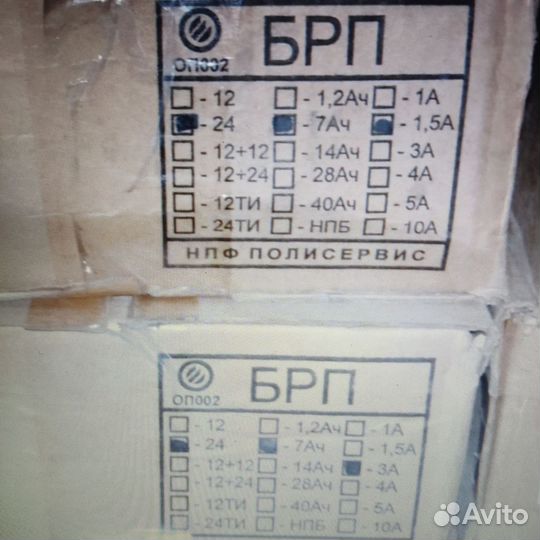 БРП
ОП002
- 12 - 1,2Ач - 1А
- 24 - 7Ач - 1,5А
- 12+12 - 14Ач - 3А
- 12+24 - 28Ач - 4А
- 12ТИ - 40Ач - 5А
- 24ТИ - НПБ - 10А
НПФ ПОЛИСЕРВИС
БРП
ОП002
- 12 - 1,2Ач - 1А
- 24 - 7Ач - 1,5А
- 12+12 - 14Ач - 3А
- 12+24 - 28Ач - 4А
- 12ТИ - 40Ач - 5А
- 24ТИ - НПБ - 10А
Avito